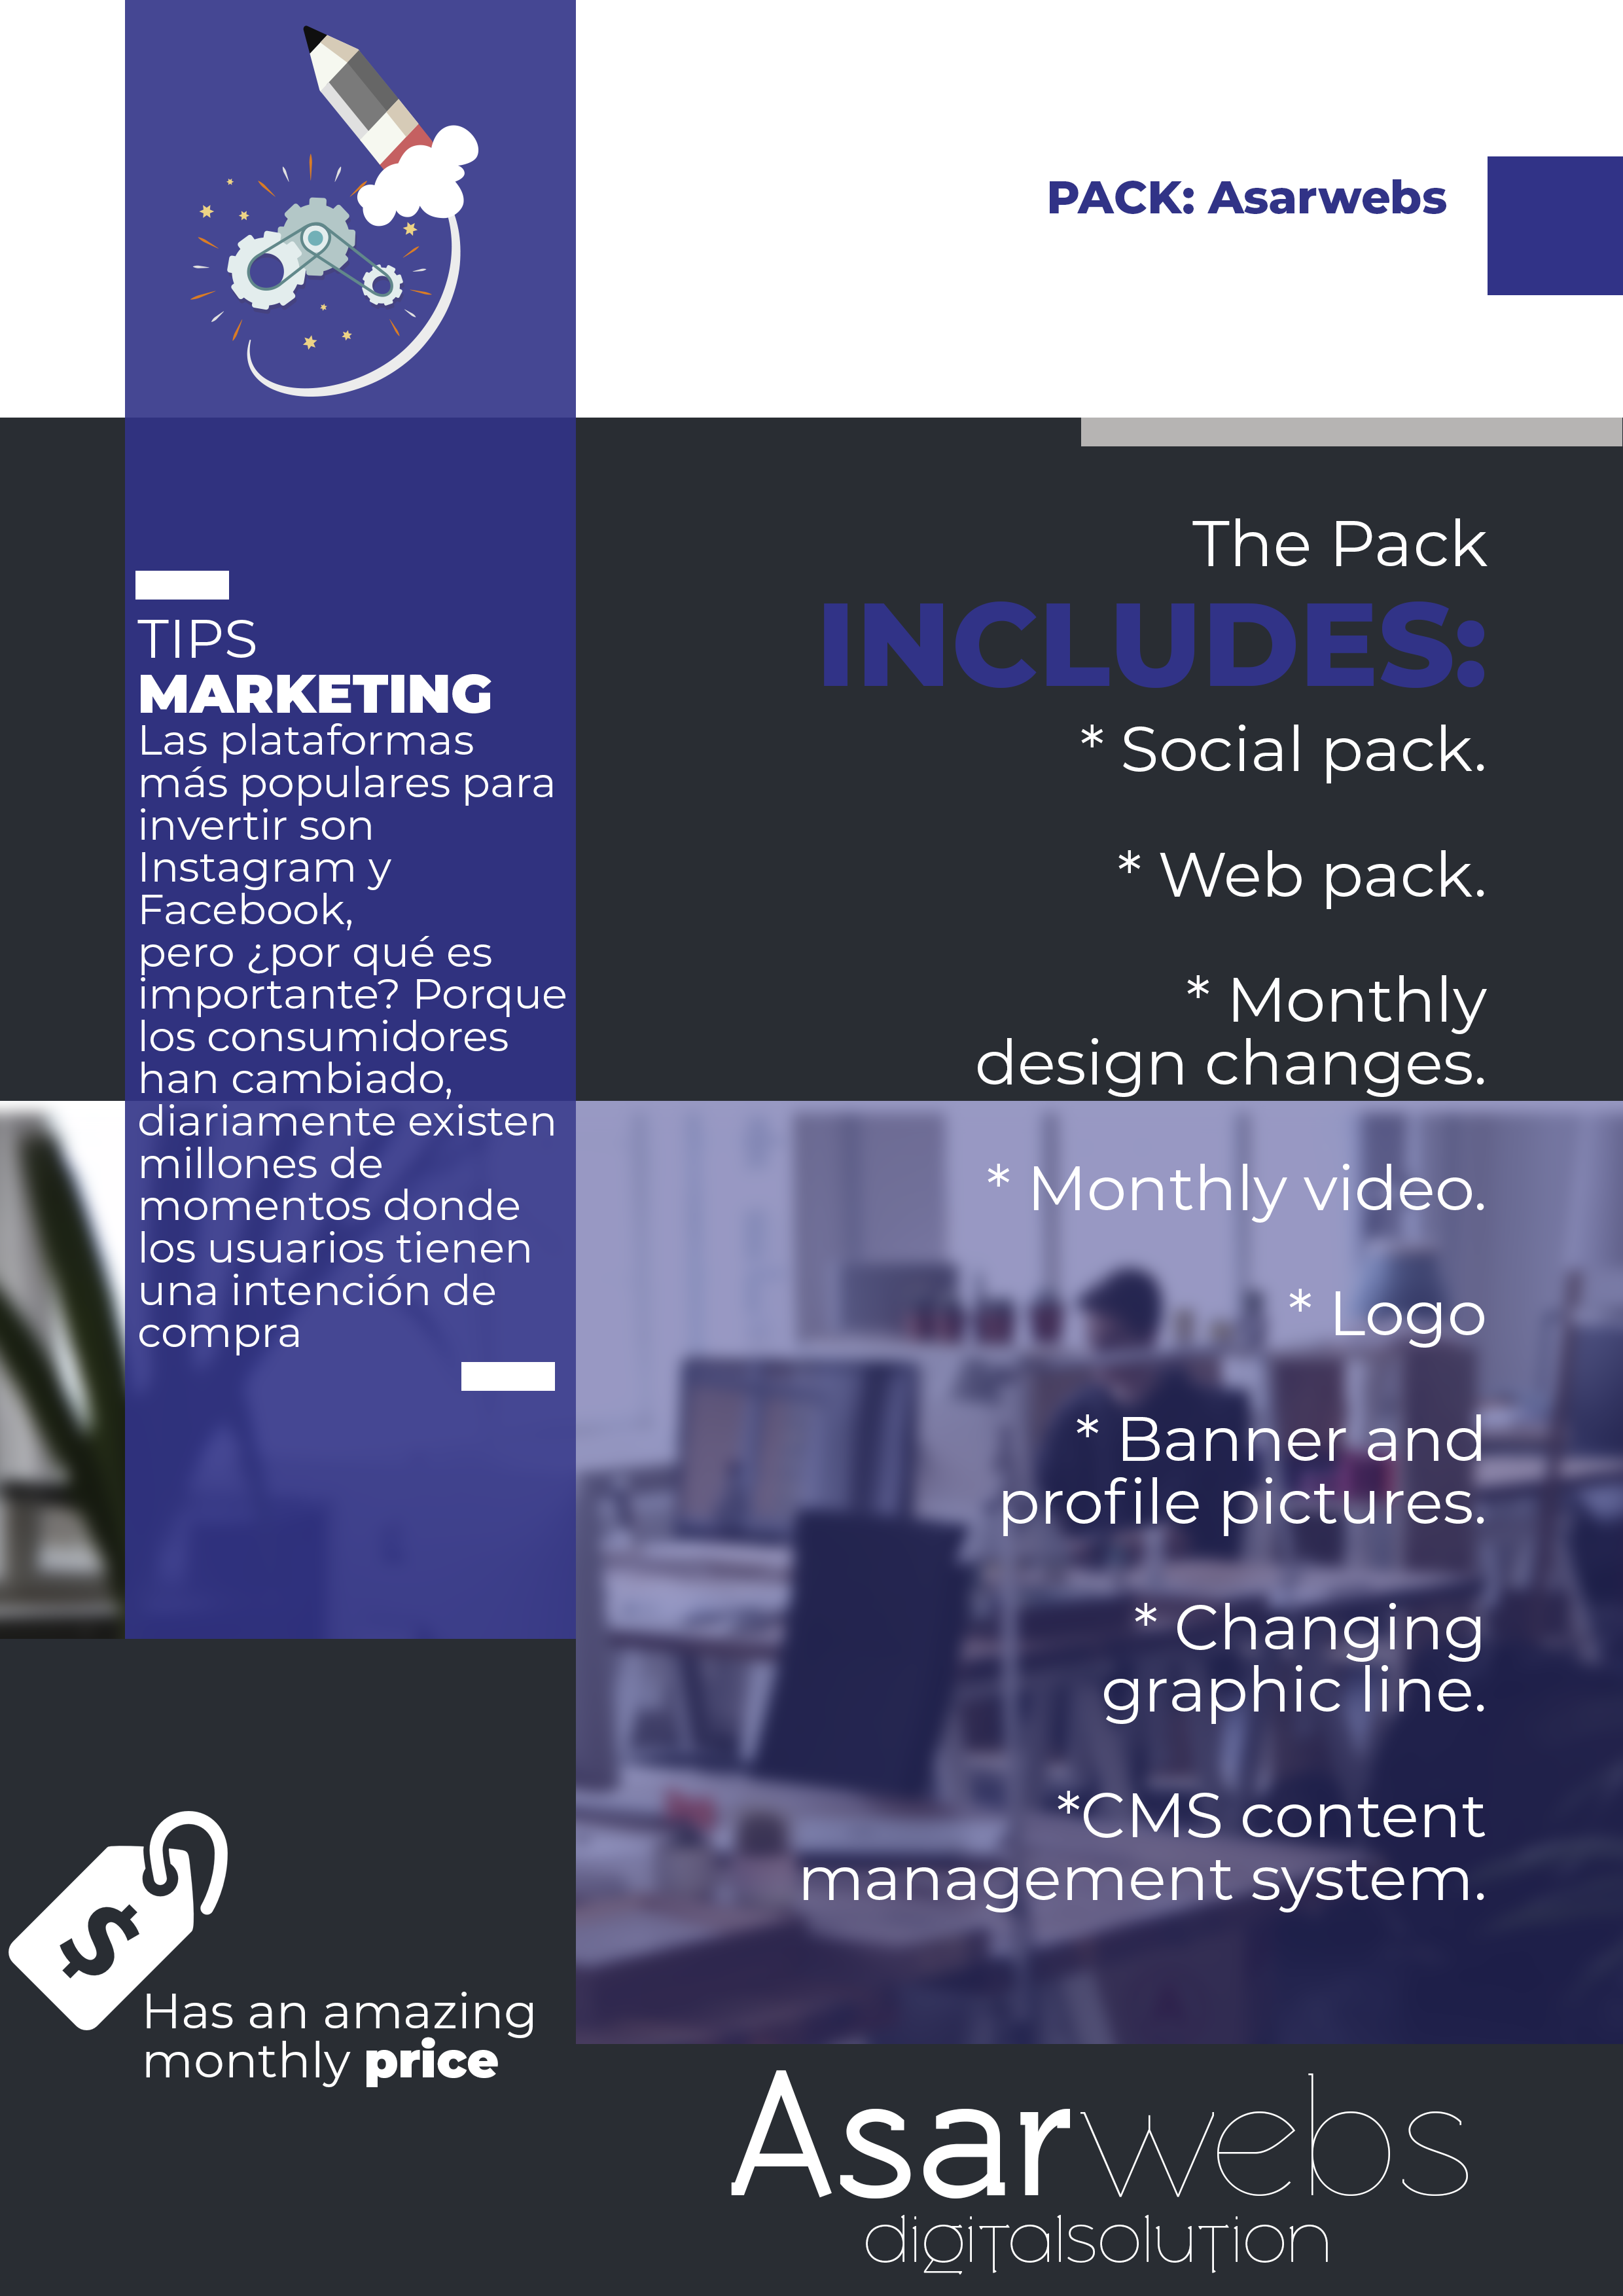 PACK: Asarwebs
TIPS
MARKETING
Las plataformas
más populares para
invertir son
Instagram y
Facebook,
pero ¿por qué es
importante? Porque
los consumidores
han cambiado,
diariamente existen
millones de
momentos donde
los usuarios tienen
una intención de
compra
The Pack
INCLUDES:
* Social pack.
* Web pack.
* Monthly
design changes.
* Monthly video.
* Logo
* Banner and
profile pictures.
* Changing
graphic line.
*CMS content
management system.
$
Has an amazing
monthly price
Asarwebs
digitalsolution